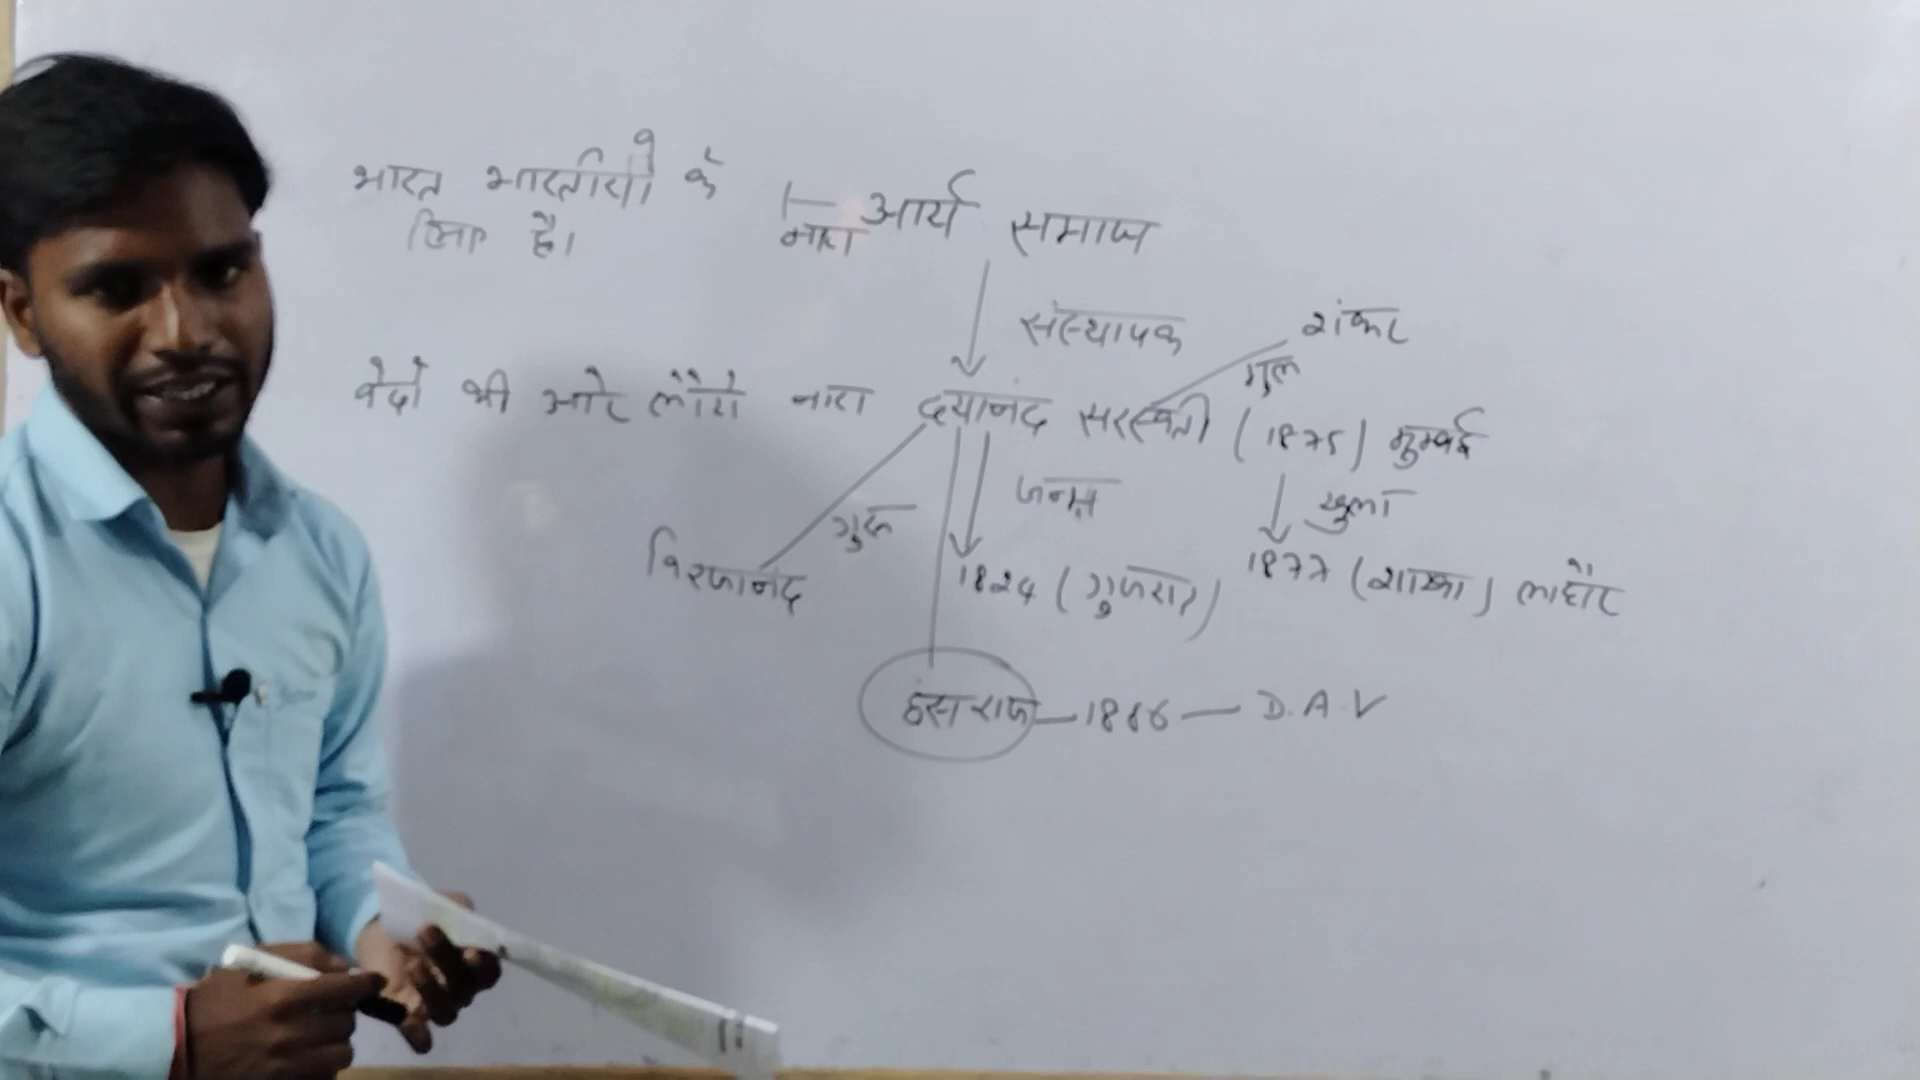 भारत भारतीयों के
लिए है।
नारा
आर्य समाज
संस्थापक
शंकर
मूल
वेदों की ओर लौटो नारा
दयानंद सरस्वती (1875) मुम्बई
जन्म
खुला
गुरू
विरजानंद
1824 (गुजरात)
1877 (शाखा) लाहौर
हंसराज — 1886 — D.A.V